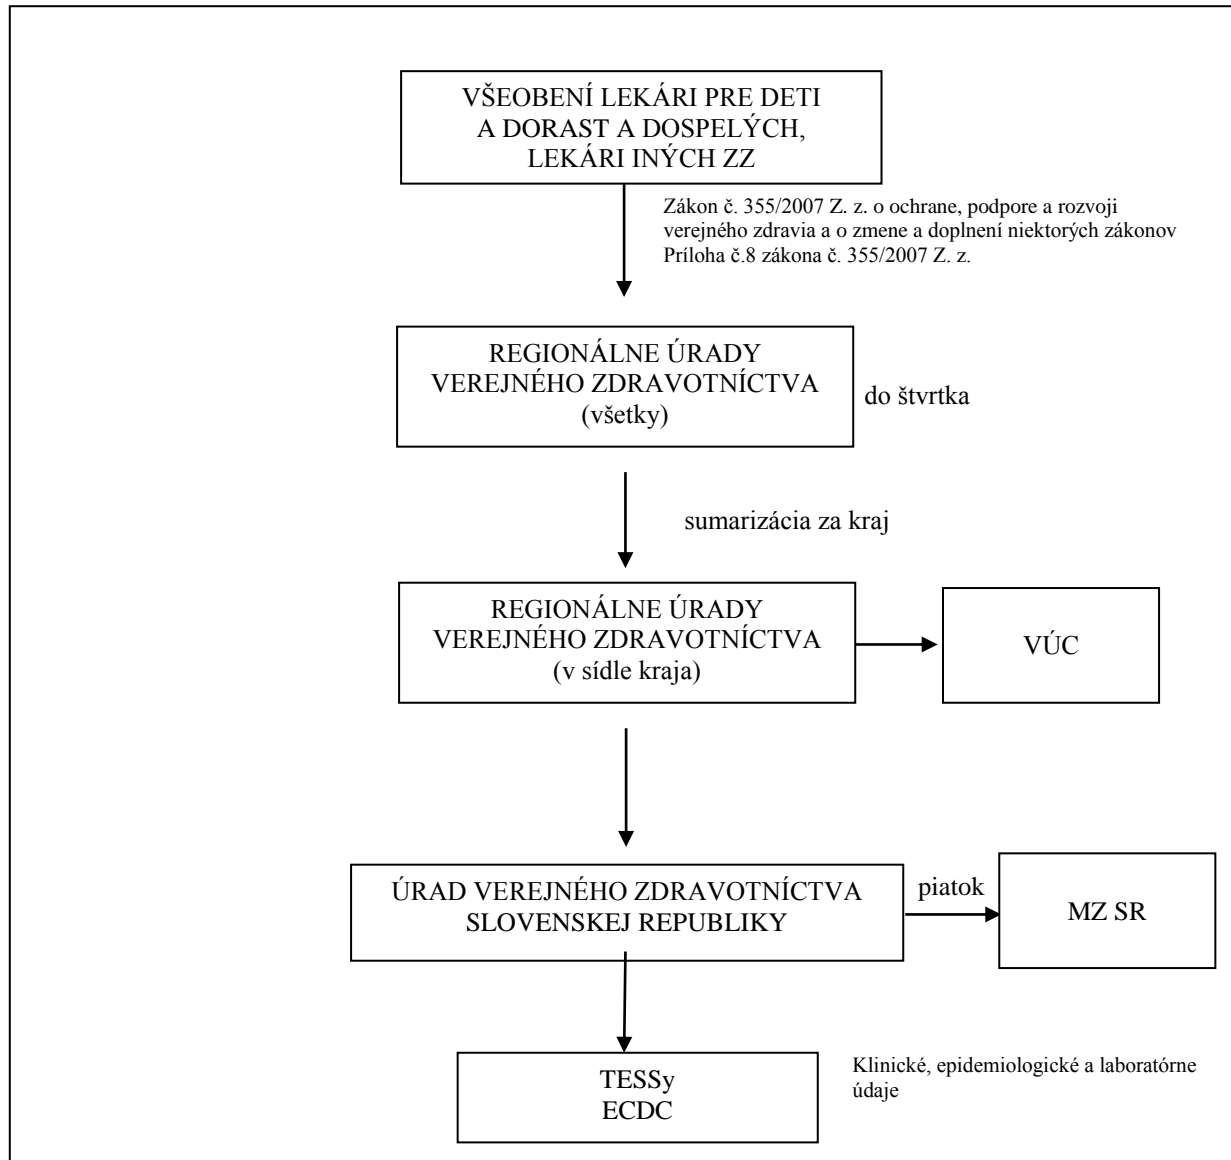 VŠEOBENÍ LEKÁRI PRE DETI
A DORAST A DOSPELÝCH,
LEKÁRI INÝCH ZZ
Zákon č. 355/2007 Z. z. o ochrane, podpore a rozvoji
verejného zdravia a o zmene a doplnení niektorých zákonov
Príloha č.8 zákona č. 355/2007 Z. z.
REGIONÁLNE ÚRADY
VEREJNÉHO ZDRAVOTNÍCTVA
(všetky)
do štvrtka
sumarizácia za kraj
REGIONÁLNE ÚRADY
VEREJNÉHO ZDRAVOTNÍCTVA
(v sídle kraja)
VÚC
ÚRAD VEREJNÉHO ZDRAVOTNÍCTVA
SLOVENSKEJ REPUBLIKY
piatok
MZ SR
TESSy
ECDC
Klinické, epidemiologické a laboratórne
údaje